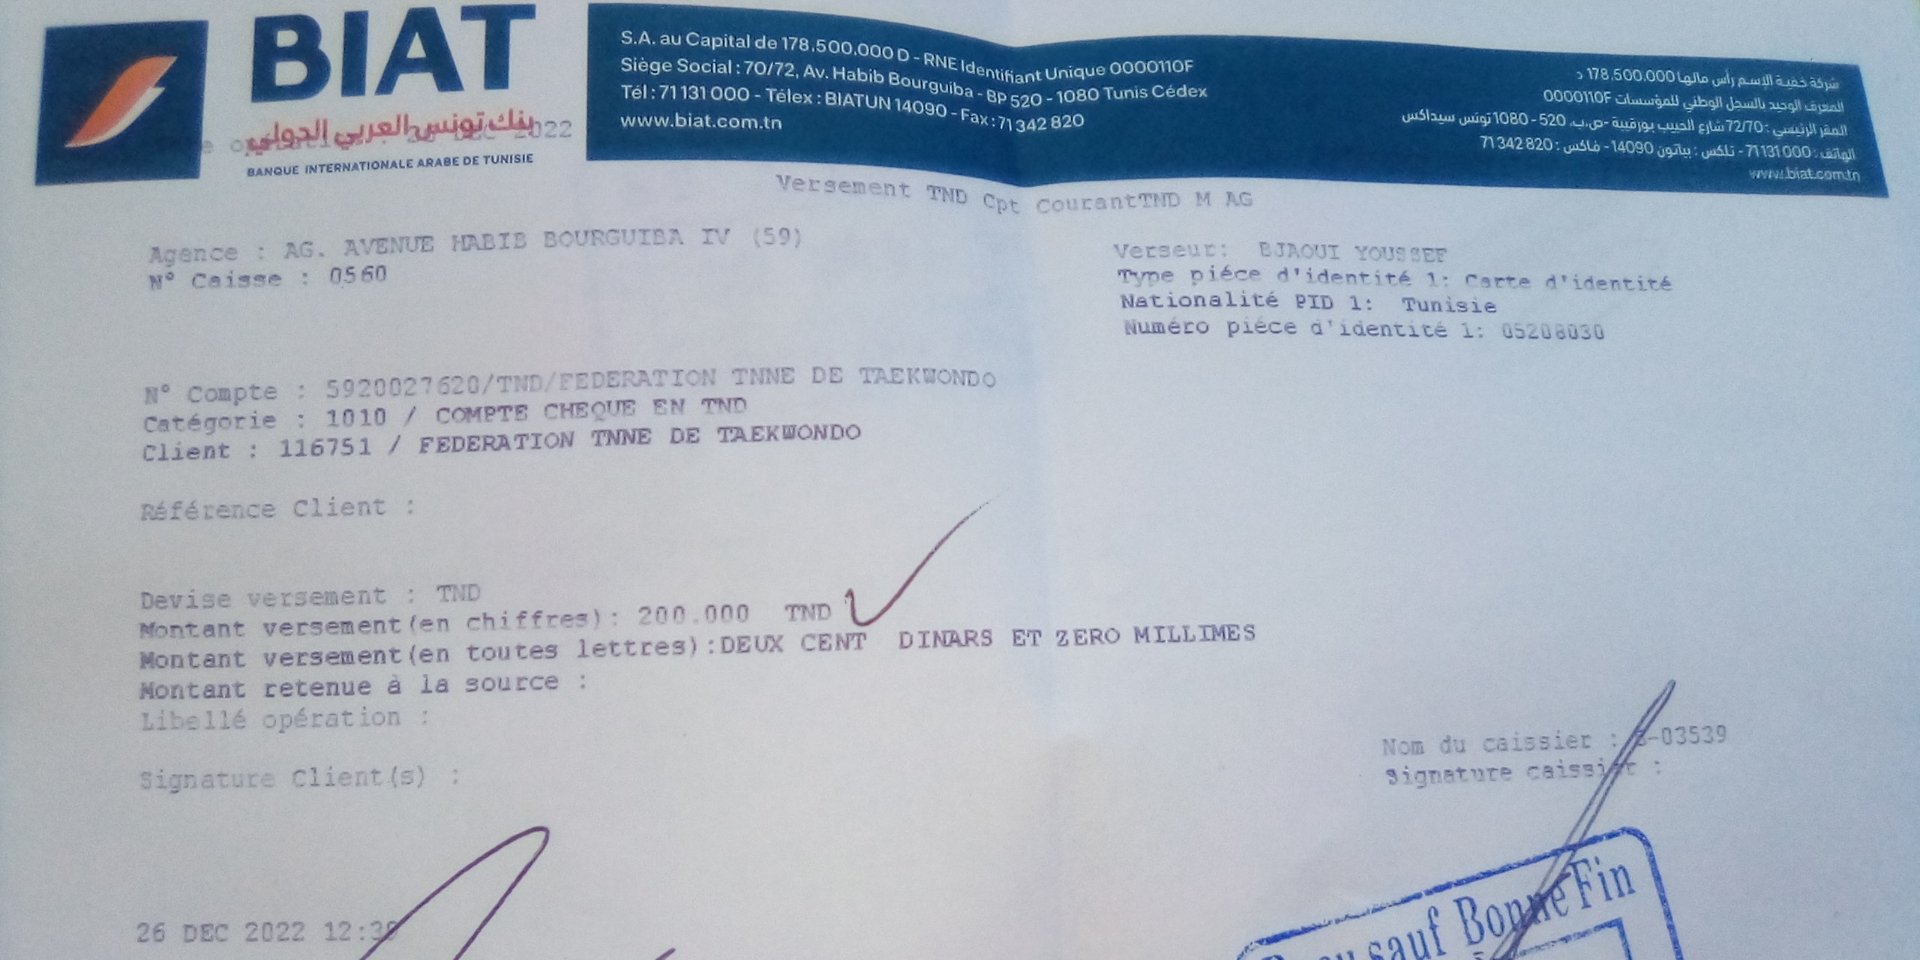 BIAT
بنك تونس العربي الدولي
BANQUE INTERNATIONALE ARABE DE TUNISIE
S.A. au Capital de 178.500.000 D - RNE Identifiant Unique 0000110F
Siège Social : 70/72, Av. Habib Bourguiba - BP 520 - 1080 Tunis Cédex
Tél : 71 131 000 - Télex : BIATUN 14090 - Fax : 71 342 820
www.biat.com.tn
شركة خفية الإسم رأس مالها 178.500.000 د
المعرف الوحيد بالسجل الوطني للمؤسسات 0000110F
المقر الرئيسي : 72/70 شارع الحبيب بورقيبة -ص.ب. 520 - 1080 تونس سيداكس
الهاتف : 71131000 - تلكس : بياتون 14090 - فاكس : 71342820
www.biat.com.tn
2022
Versement TND Cpt CourantTND M AG
Agence : AG. AVENUE HABIB BOURGUIBA IV (59)
N° Caisse : 0560
Verseur: BJAOUI YOUSSEF
Type piéce d'identité 1: Carte d'identité
Nationalité PID 1: Tunisie
Numéro piéce d'identité 1: 05208030
N° Compte : 5920027620/TND/FEDERATION TNNE DE TAEKWONDO
Catégorie : 1010 / COMPTE CHEQUE EN TND
Client : 116751 / FEDERATION TNNE DE TAEKWONDO
Référence Client :
Devise versement : TND
Montant versement(en chiffres): 200.000 TND
Montant versement(en toutes lettres):DEUX CENT DINARS ET ZERO MILLIMES
Montant retenue à la source :
Libellé opération :
Nom du caissier : -03539
Signature caissier :
Signature Client(s) :
26 DEC 2022 12:30
sauf Bonne Fin